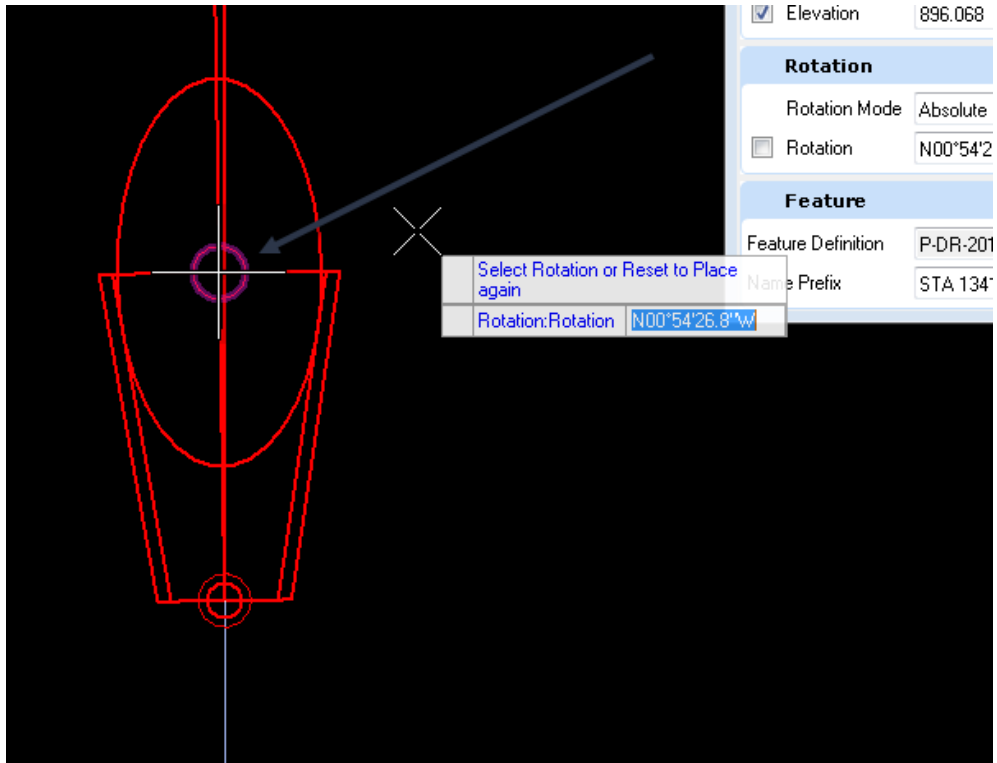 Elevation 896.068
Rotation
Rotation Mode Absolute
Rotation N00°54'2
Feature
Feature Definition P-DR-201
Name Prefix STA 134
Select Rotation or Reset to Place
again
Rotation:Rotation N00°54'26.8"W